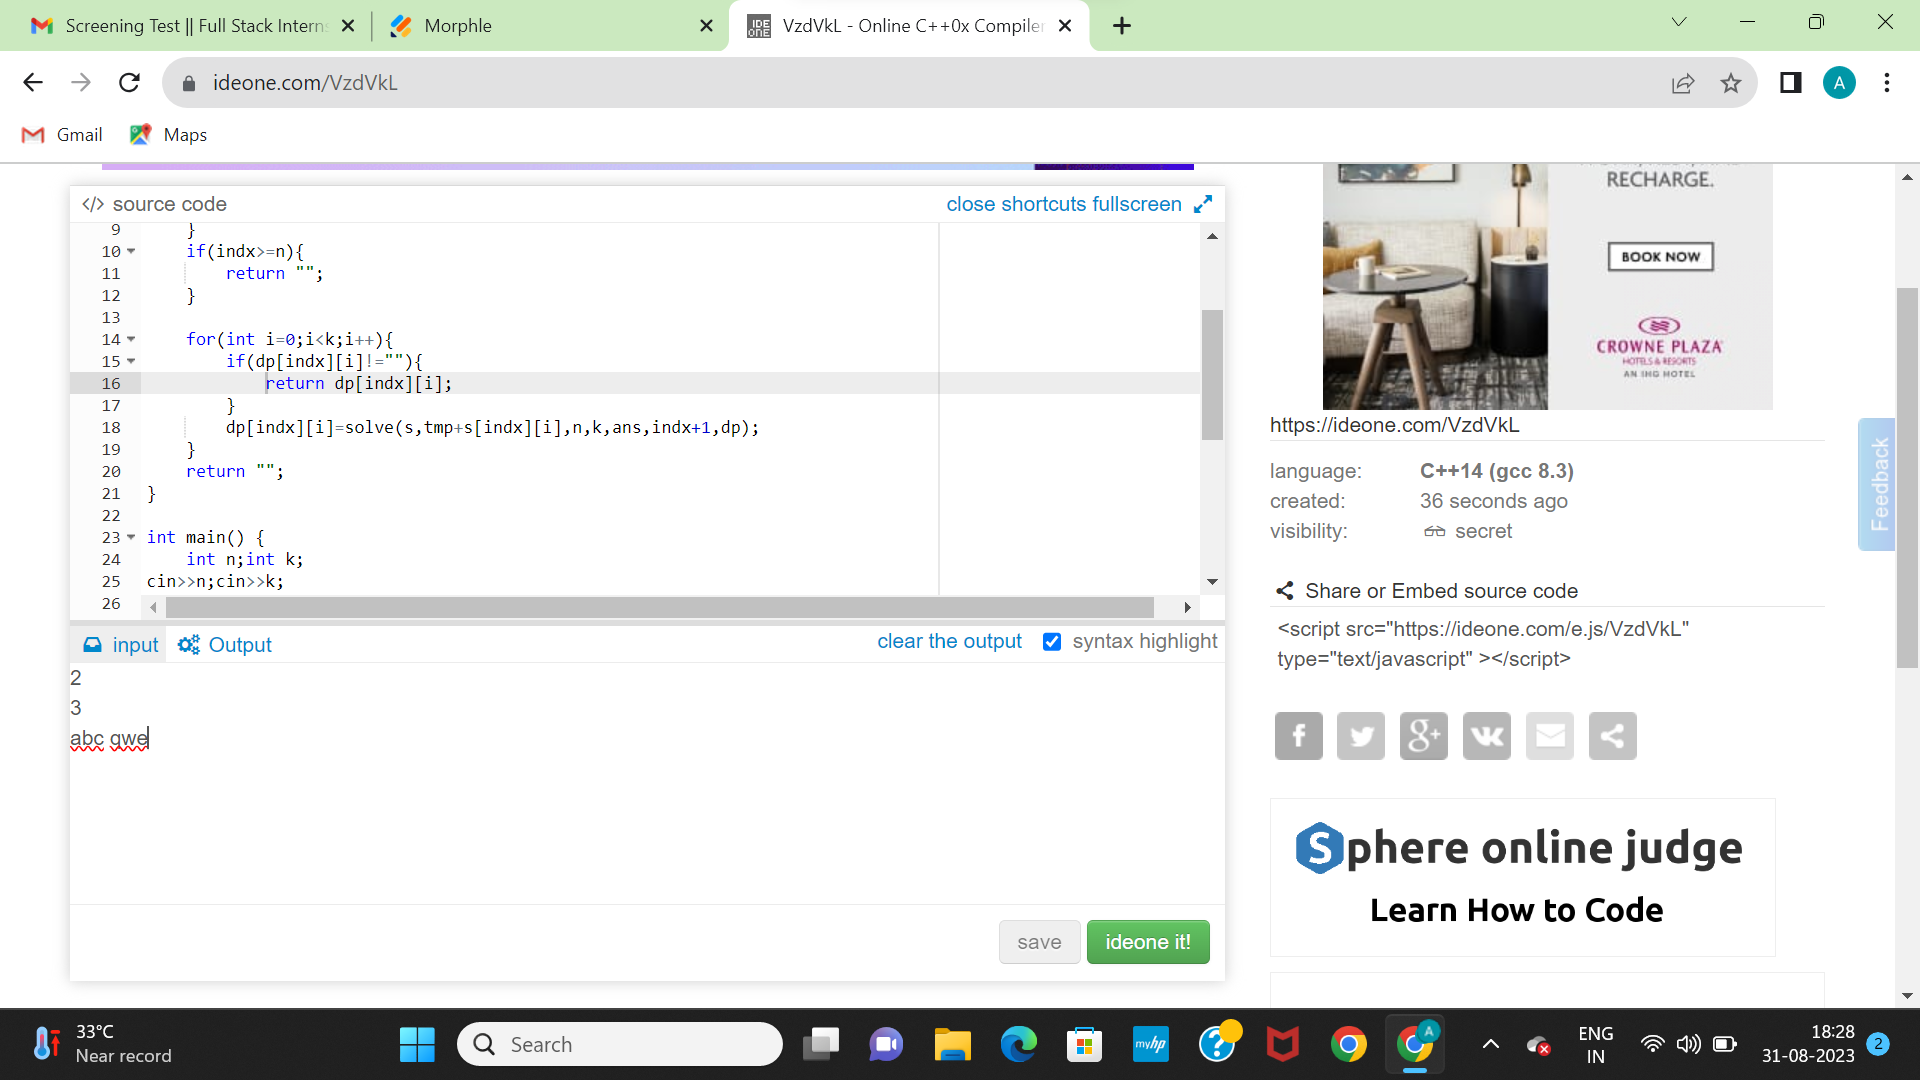 Screening Test || Full Stack Interns
Morphle
VzdVkL - Online C++0x Compiler
ideone.com/VzdVkL
A
Gmail
Maps
</> source code
close shortcuts fullscreen
9 }
10 if(indx>=n){
11 return "";
12 }
13
14 for(int i=0;i<k;i++){
15 if(dp[indx][i]!=""){
16 return dp[indx][i];
17 }
18 dp[indx][i]=solve(s,tmp+s[indx][i],n,k,ans,indx+1,dp);
19 }
20 return "";
21 }
22
23 int main() {
24 int n;int k;
25 cin>>n;cin>>k;
26
input
Output
clear the output
syntax highlight
2
3
abc qwe
save
ideone it!
RECHARGE.
BOOK NOW
CROWNE PLAZA
HOTELS & RESORTS
AN IHG HOTEL
https://ideone.com/VzdVkL
language: C++14 (gcc 8.3)
created: 36 seconds ago
visibility: secret
Share or Embed source code
<script src="https://ideone.com/e.js/VzdVkL"
type="text/javascript" ></script>
Feedback
Sphere online judge
Learn How to Code
33°C
Near record
Search
myhp
A
ENG
IN
18:28
31-08-2023
2